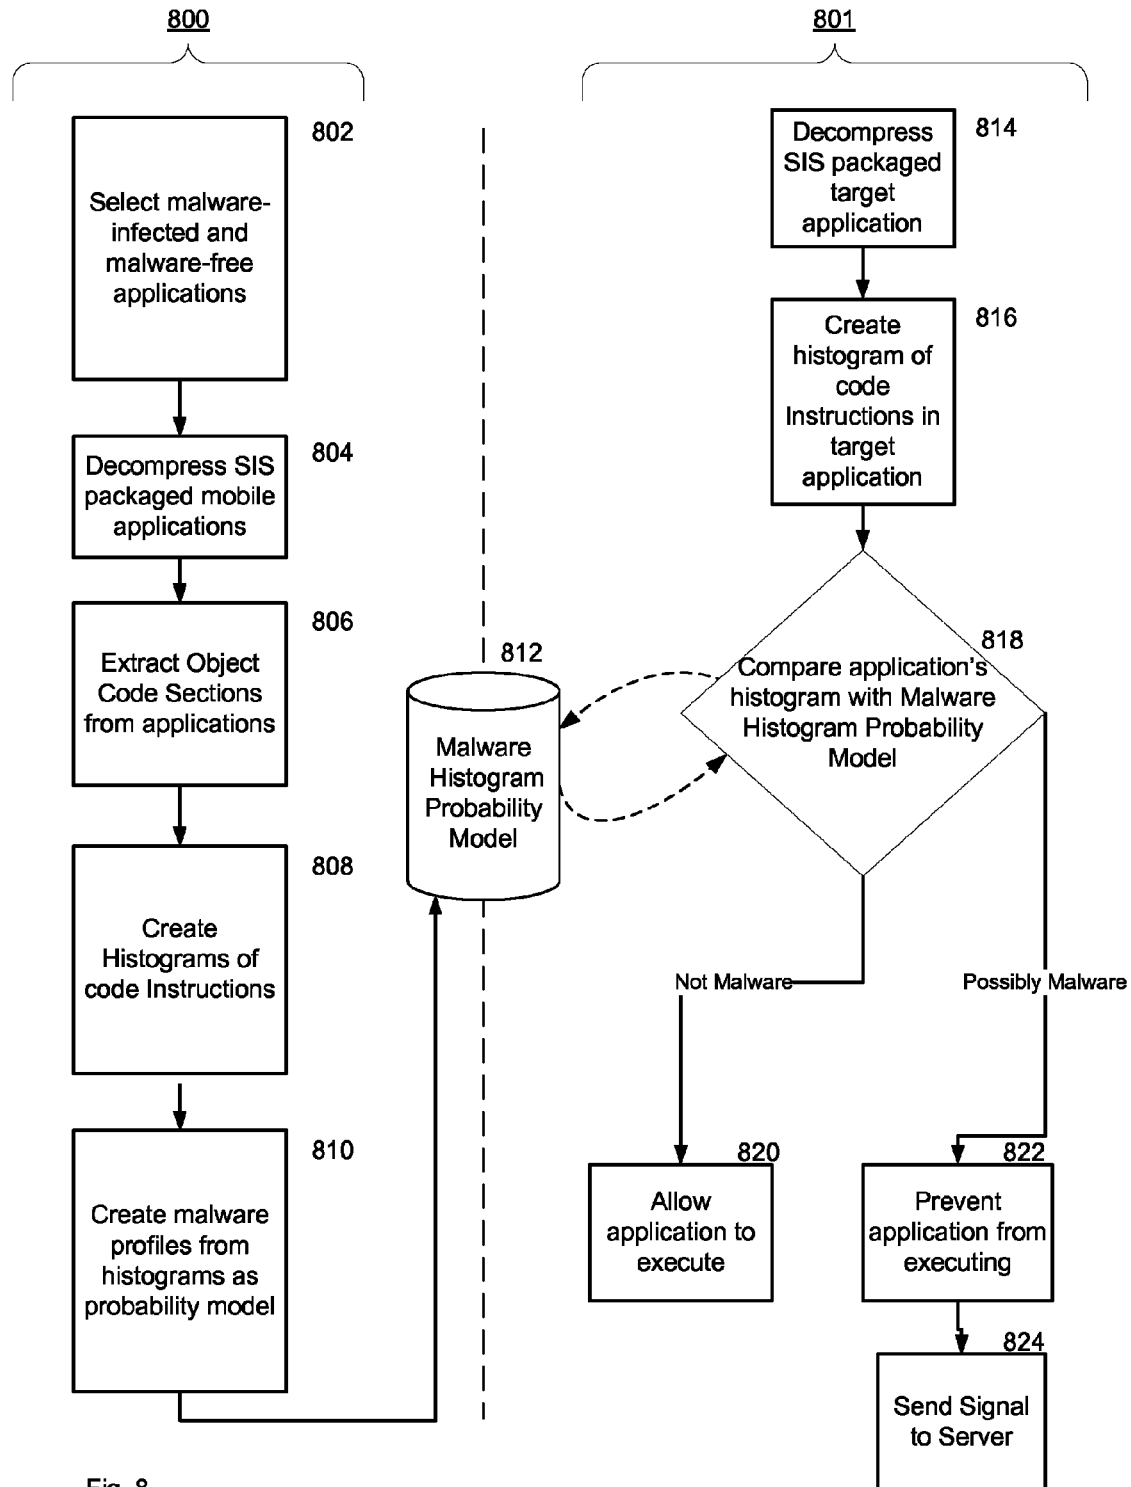 800
802
Select malware-
infected and
malware-free
applications
804
Decompress SIS
packaged mobile
applications
806
Extract Object
Code Sections
from applications
808
Create
Histograms of
code Instructions
810
Create malware
profiles from
histograms as
probability model
812
Malware
Histogram
Probability
Model
801
814
Decompress
SIS packaged
target
application
816
Create
histogram of
code
Instructions in
target
application
818
Compare application's
histogram with Malware
Histogram Probability
Model
Not Malware
Possibly Malware
820
Allow
application to
execute
822
Prevent
application from
executing
824
Send Signal
to Server
Fig. 8